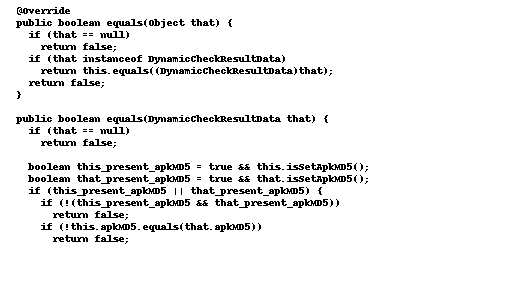 @Override
public boolean equals(Object that) {
  if (that == null)
    return false;
  if (that instanceof DynamicCheckResultData)
    return this.equals((DynamicCheckResultData)that);
  return false;
}

public boolean equals(DynamicCheckResultData that) {
  if (that == null)
    return false;

  boolean this_present_apkMD5 = true && this.isSetApkMD5();
  boolean that_present_apkMD5 = true && that.isSetApkMD5();
  if (this_present_apkMD5 || that_present_apkMD5) {
    if (!(this_present_apkMD5 && that_present_apkMD5))
      return false;
    if (!this.apkMD5.equals(that.apkMD5))
      return false;